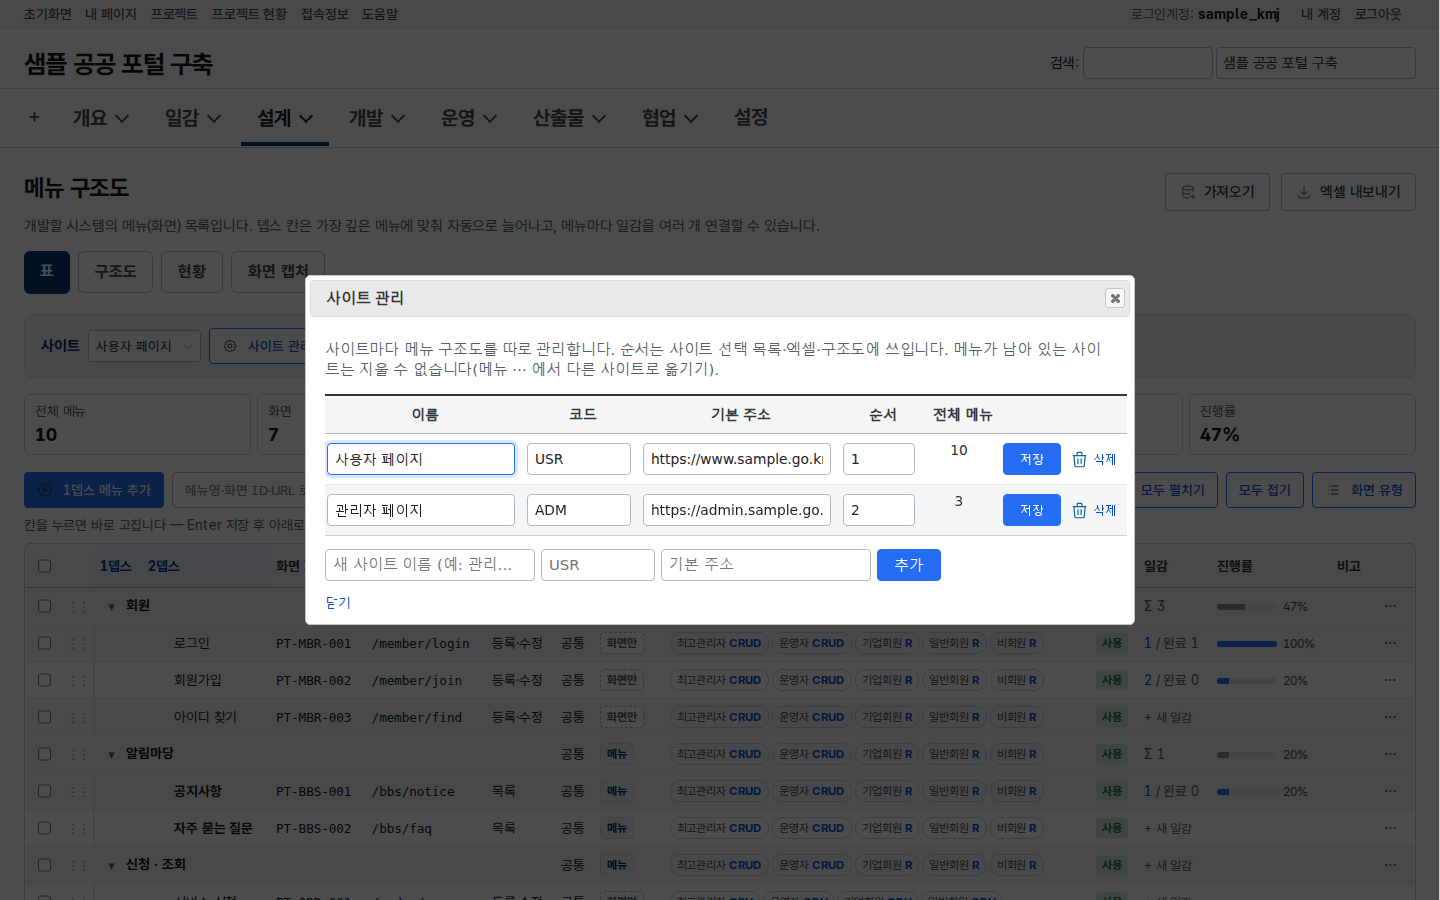 초기화면 내 페이지 프로젝트 프로젝트 현황 접속정보 도움말
로그인계정: sample_kmj 내 계정 로그아웃
샘플 공공 포털 구축
검색: 샘플 공공 포털 구축
+ 개요 일감 설계 개발 운영 산출물 협업 설정
메뉴 구조도
가져오기 엑셀 내보내기
개발할 시스템의 메뉴(화면) 목록입니다. 뎁스 칸은 가장 깊은 메뉴에 맞춰 자동으로 늘어나고, 메뉴마다 일감을 여러 개 연결할 수 있습니다.
표 구조도 현황 화면 캡처
사이트 사용자 페이지 사이트 관리
전체 메뉴 화면 진행률
10 7 47%
1뎁스 메뉴 추가 메뉴명·화면 ID·URL
모두 펼치기 모두 접기 화면 유형
칸을 누르면 바로 고칩니다 — Enter 저장 후 아래로
사이트 관리
사이트마다 메뉴 구조도를 따로 관리합니다. 순서는 사이트 선택 목록·엑셀·구조도에 쓰입니다. 메뉴가 남아 있는 사이
트는 지울 수 없습니다(메뉴 ⋯ 에서 다른 사이트로 옮기기).
이름 코드 기본 주소 순서 전체 메뉴
사용자 페이지 USR https://www.sample.go.k 1 10 저장 삭제
관리자 페이지 ADM https://admin.sample.go. 2 3 저장 삭제
새 사이트 이름 (예: 관리... USR 기본 주소 추가
닫기
1뎁스 2뎁스 화면 일감 진행률 비고
▼ 회원 Σ 3 47% ⋯
로그인 PT-MBR-001 /member/login 등록·수정 공통 화면만 최고관리자 CRUD 운영자 CRUD 기업회원 R 일반회원 R 비회원 R 사용 1 / 완료 1 100% ⋯
회원가입 PT-MBR-002 /member/join 등록·수정 공통 화면만 최고관리자 CRUD 운영자 CRUD 기업회원 R 일반회원 R 비회원 R 사용 2 / 완료 0 20% ⋯
아이디 찾기 PT-MBR-003 /member/find 등록·수정 공통 화면만 최고관리자 CRUD 운영자 CRUD 기업회원 R 일반회원 R 비회원 R 사용 + 새 일감 ⋯
▼ 알림마당 공통 메뉴 최고관리자 CRUD 운영자 CRUD 기업회원 R 일반회원 R 비회원 R 사용 Σ 1 20% ⋯
공지사항 PT-BBS-001 /bbs/notice 목록 공통 메뉴 최고관리자 CRUD 운영자 CRUD 기업회원 R 일반회원 R 비회원 R 사용 1 / 완료 0 20% ⋯
자주 묻는 질문 PT-BBS-002 /bbs/faq 목록 공통 메뉴 최고관리자 CRUD 운영자 CRUD 기업회원 R 일반회원 R 비회원 R 사용 + 새 일감 ⋯
▼ 신청 · 조회 공통 메뉴 최고관리자 CRUD 운영자 CRUD 기업회원 R 일반회원 R 비회원 R 사용 + 새 일감 ⋯